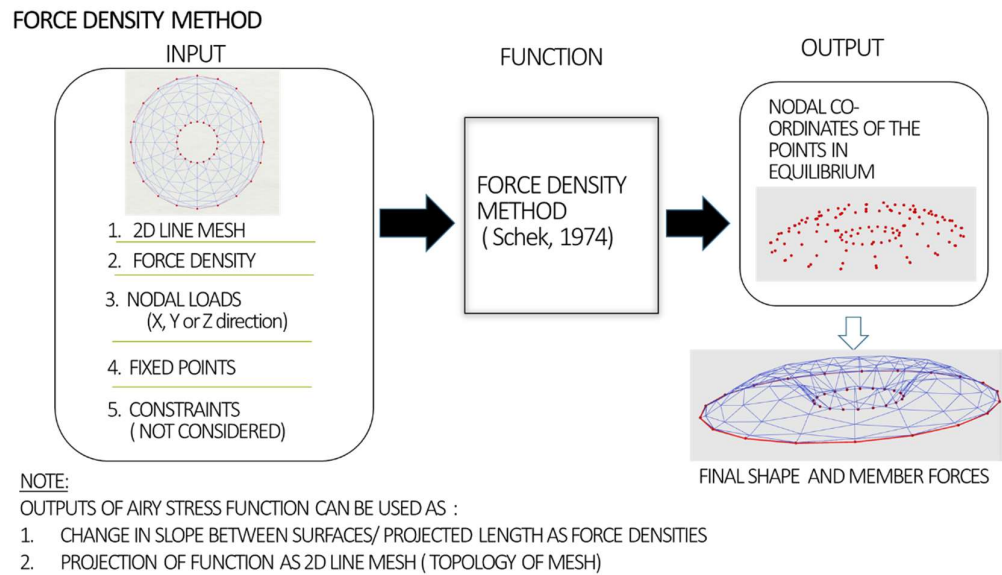 FORCE DENSITY METHOD
INPUT
1. 2D LINE MESH
2. FORCE DENSITY
3. NODAL LOADS
(X, Y or Z direction)
4. FIXED POINTS
5. CONSTRAINTS
( NOT CONSIDERED)
FUNCTION
FORCE DENSITY
METHOD
( Schek, 1974)
OUTPUT
NODAL CO-
ORDINATES OF THE
POINTS IN
EQUILIBRIUM
FINAL SHAPE AND MEMBER FORCES
NOTE:
OUTPUTS OF AIRY STRESS FUNCTION CAN BE USED AS :
1. CHANGE IN SLOPE BETWEEN SURFACES/ PROJECTED LENGTH AS FORCE DENSITIES
2. PROJECTION OF FUNCTION AS 2D LINE MESH ( TOPOLOGY OF MESH)